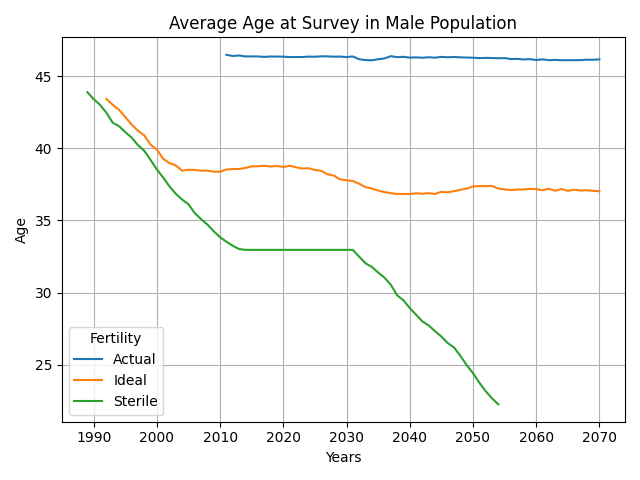 Average Age at Survey in Male Population
Age
45
40
35
30
25
Fertility
Actual
Ideal
Sterile
1990 2000 2010 2020 2030 2040 2050 2060 2070
Years